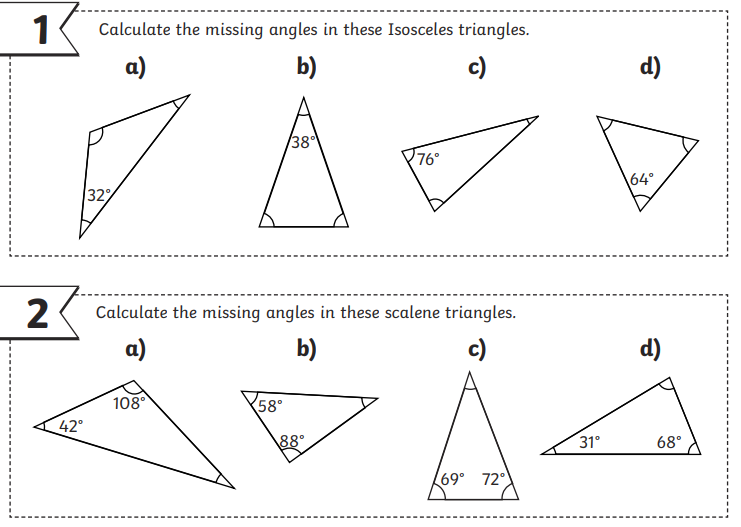 1 Calculate the missing angles in these Isosceles triangles.
a) b) c) d)
32° 38° 76° 64°
2 Calculate the missing angles in these scalene triangles.
a) b) c) d)
42° 108° 58° 88° 69° 72° 31° 68°